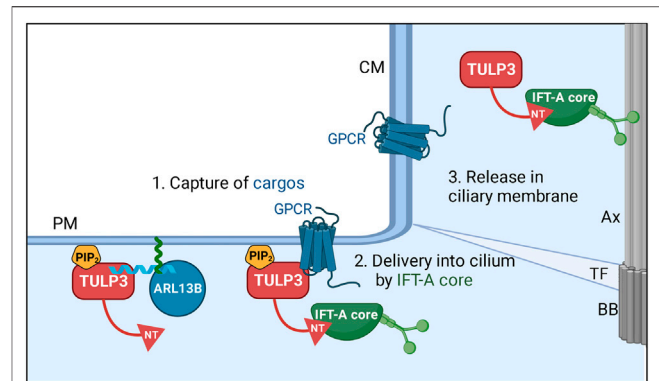 CM
TULP3
IFT-A core
NT
GPCR
1. Capture of cargos
3. Release in
ciliary membrane
GPCR
PM
Ax
PIP2
PIP2
2. Delivery into cilium
by IFT-A core
TF
TULP3
ARL13B
TULP3
BB
IFT-A core
NT
NT